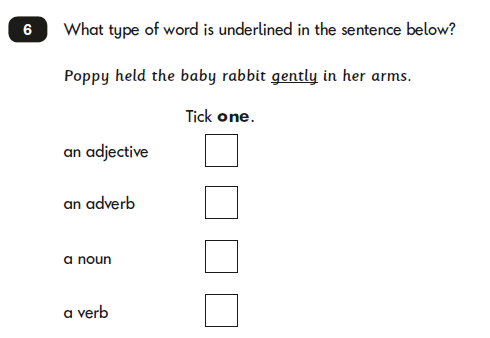 6 What type of word is underlined in the sentence below?
Poppy held the baby rabbit gently in her arms.
Tick one.
an adjective
an adverb
a noun
a verb